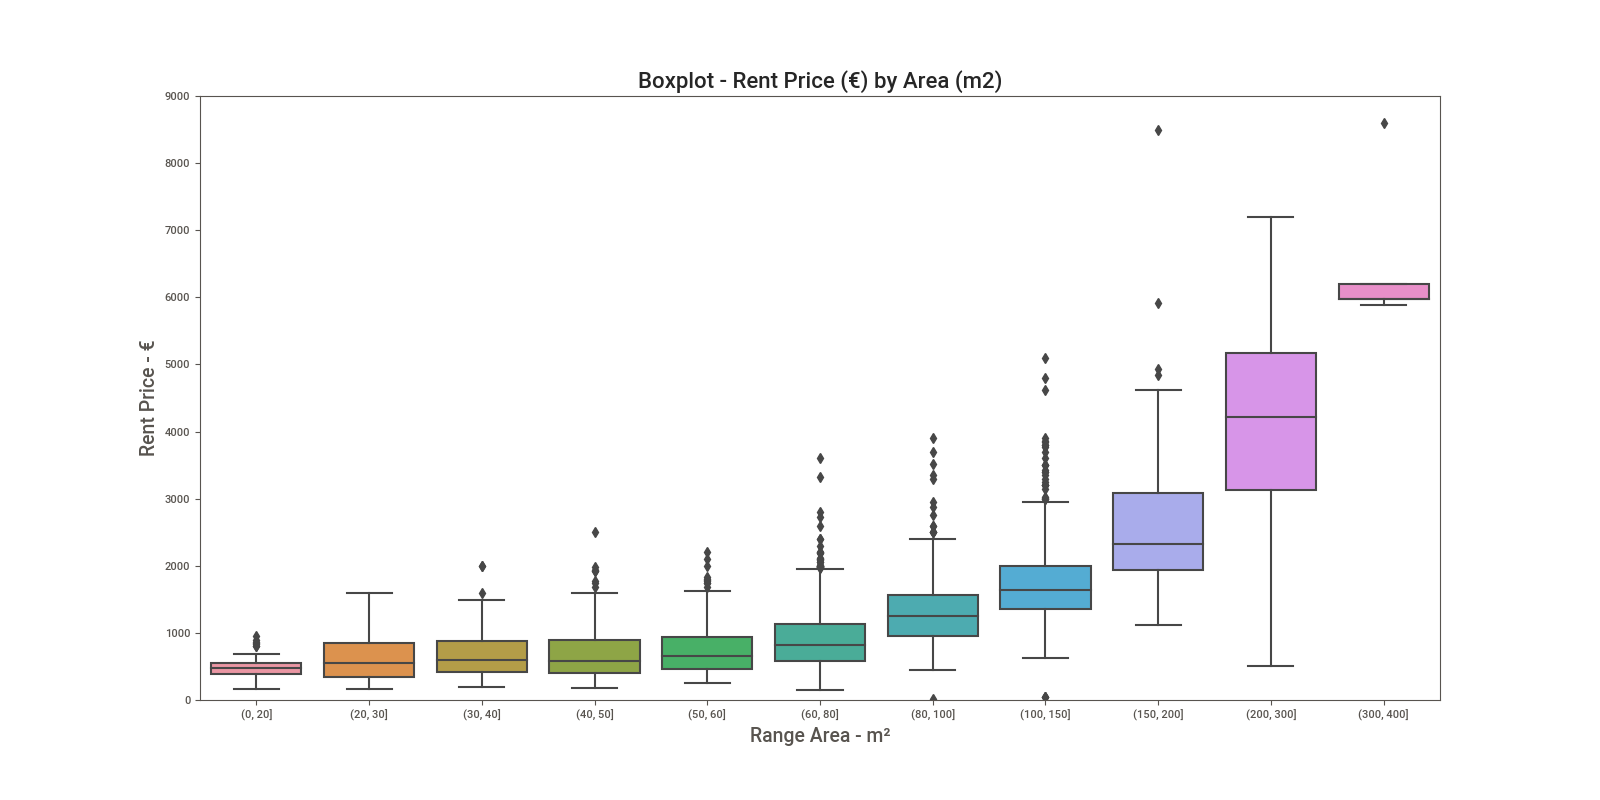 Boxplot - Rent Price (€) by Area (m2)
9000
8000
7000
6000
5000
4000
3000
2000
1000
0
Rent Price - €
(0, 20] (20, 30] (30, 40] (40, 50] (50, 60] (60, 80] (80, 100] (100, 150] (150, 200] (200, 300] (300, 400]
Range Area - m²